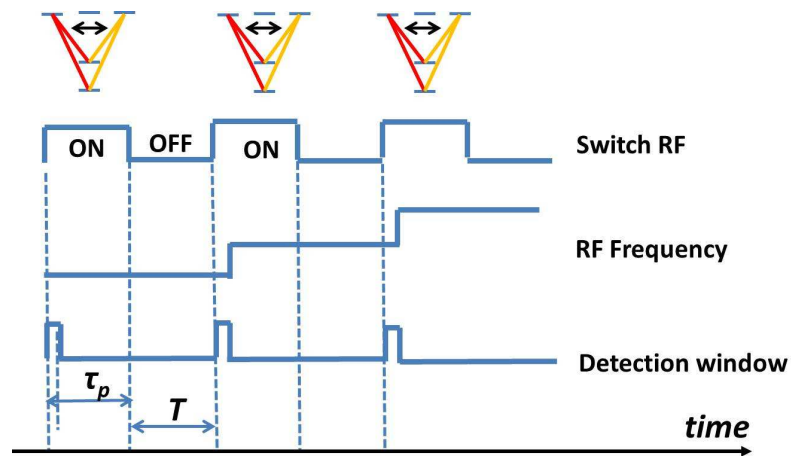 ON
OFF
ON
Switch RF
RF Frequency
Detection window
τp
T
time